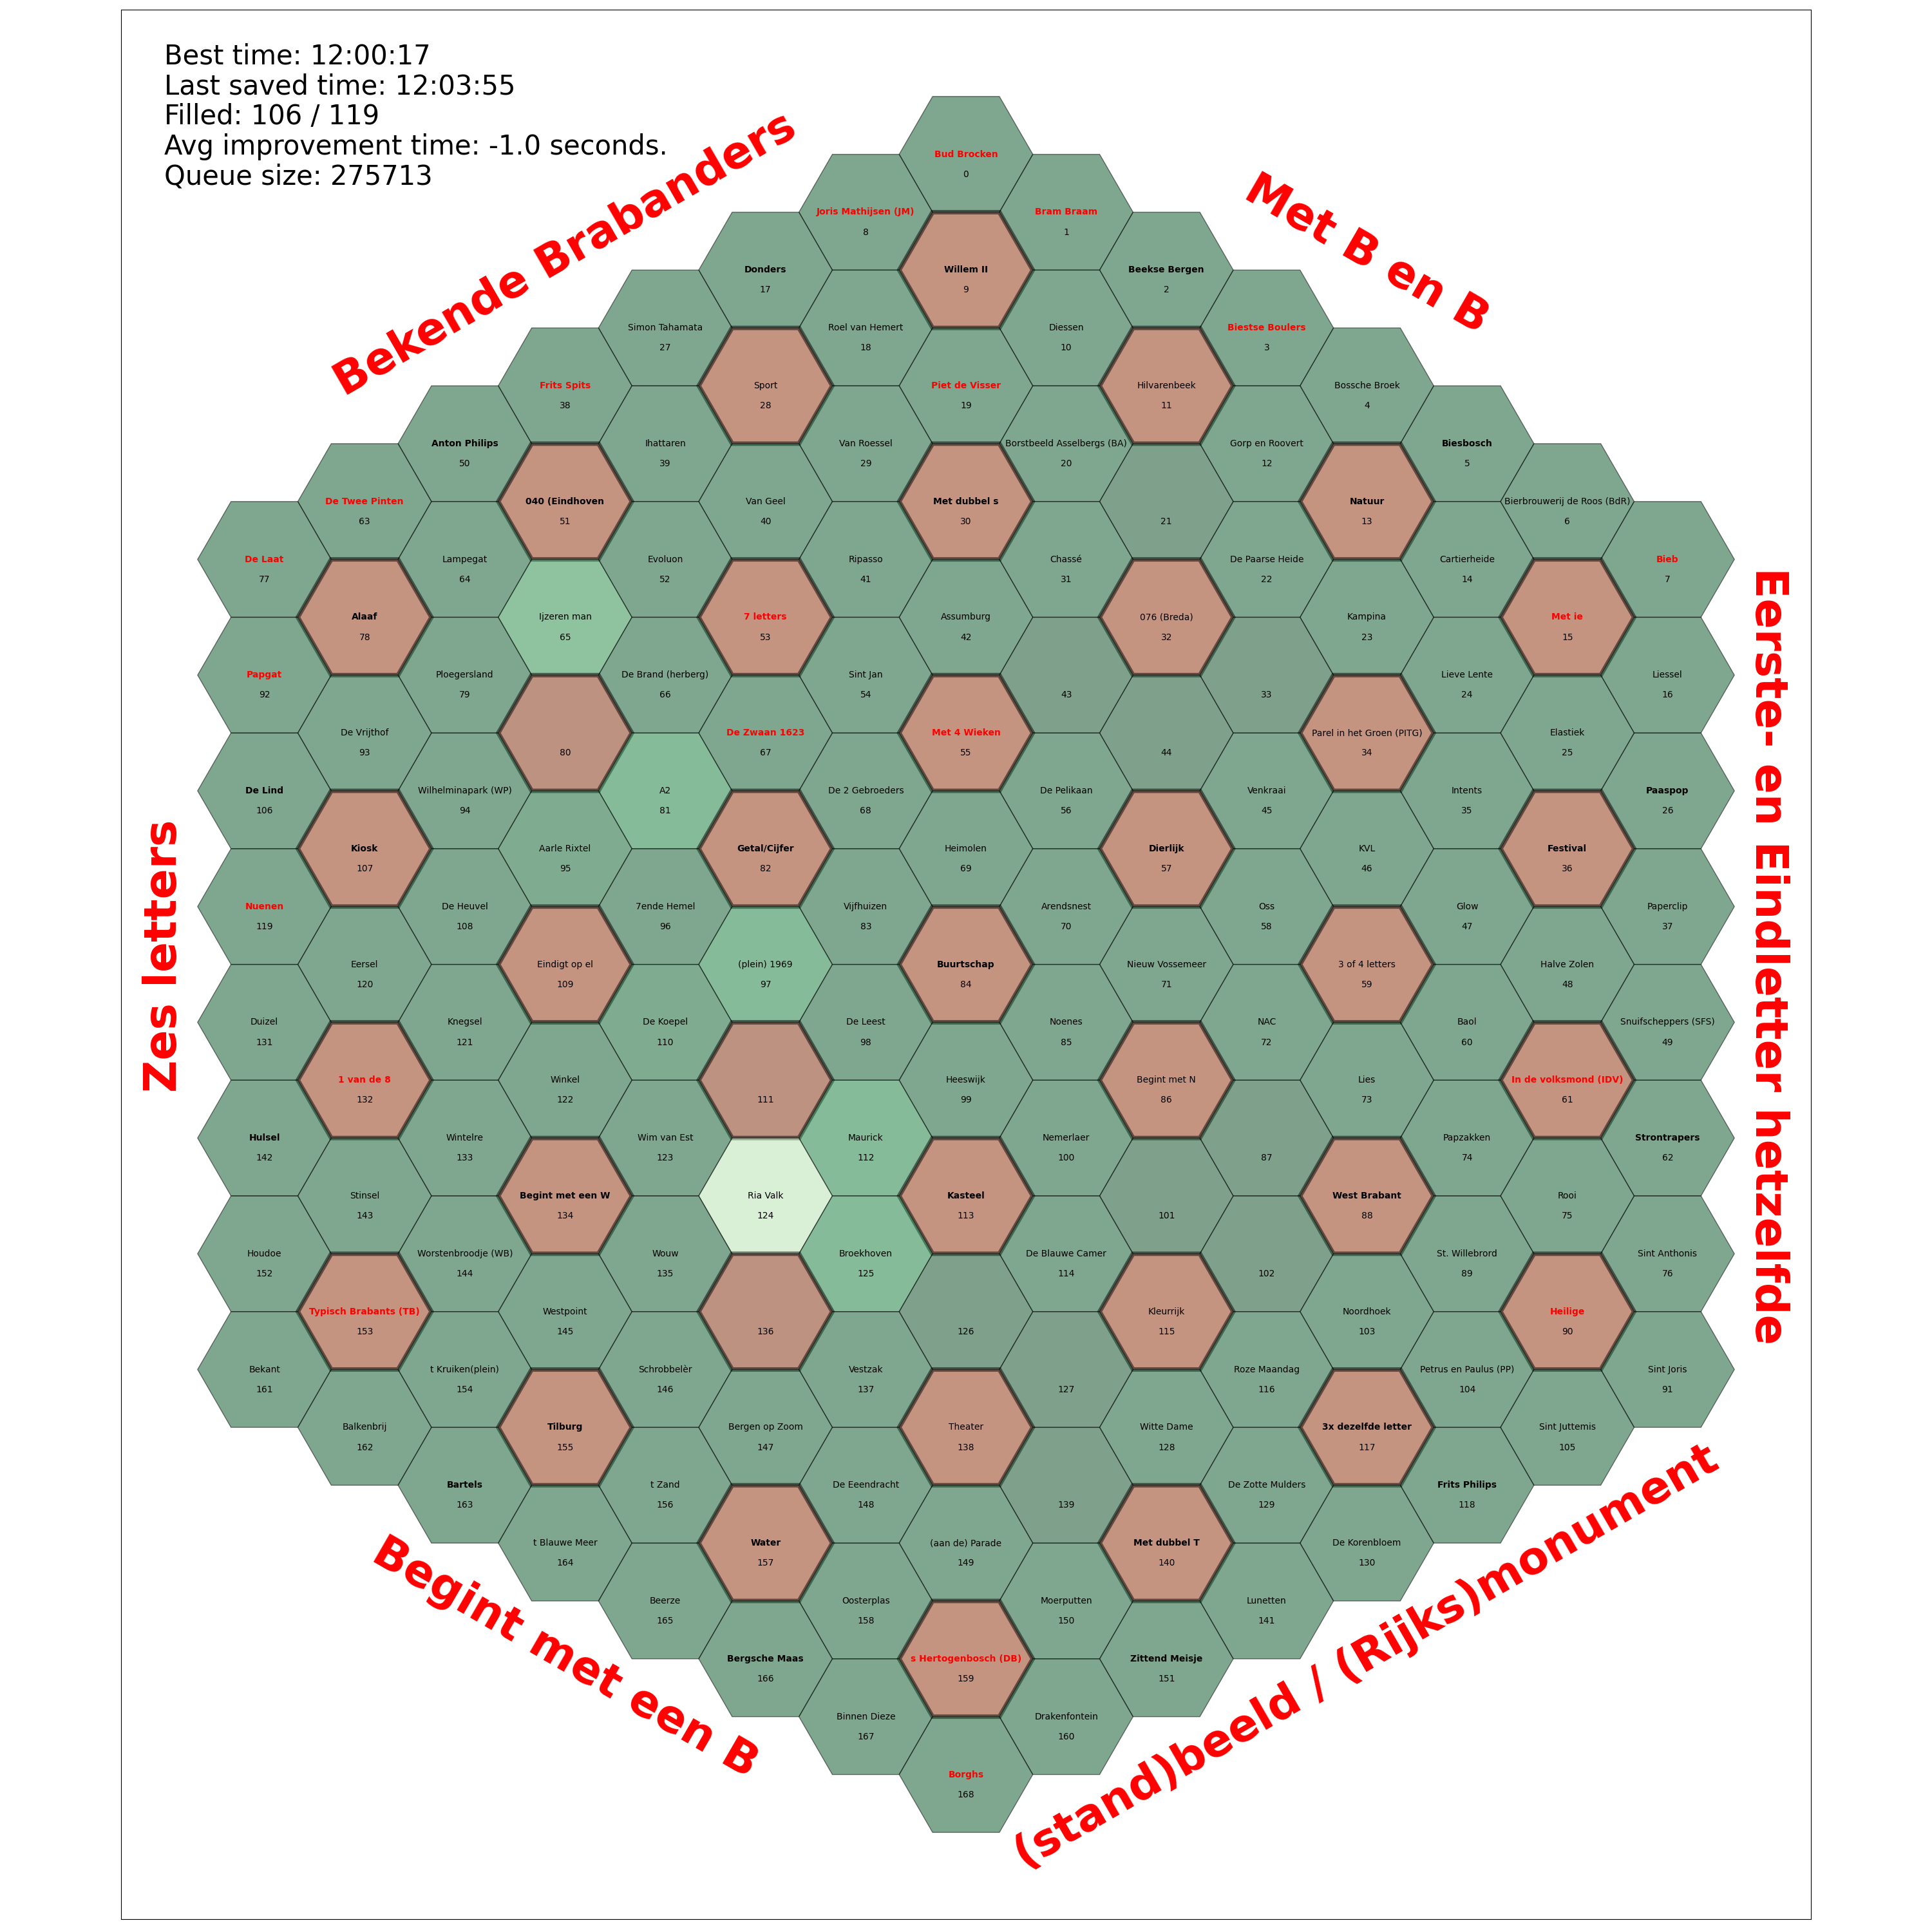 Best time: 12:00:17
Last saved time: 12:03:55
Filled: 106 / 119
Avg improvement time: -1.0 seconds.
Queue size: 275713
Bekende Brabanders
Met B en B
Eerste- en Eindletter hetzelfde
(stand)beeld / (Rijks)monument
Begint met een B
Zes letters
Bud Brocken
0
Bram Braam
1
Beekse Bergen
2
Biestse Boulers
3
Bossche Broek
4
Biesbosch
5
Bierbrouwerij de Roos (BdR)
6
Bieb
7
Joris Mathijsen (JM)
8
Willem II
9
Diessen
10
Hilvarenbeek
11
Gorp en Roovert
12
Natuur
13
Cartierheide
14
Met ie
15
Liessel
16
Donders
17
Roel van Hemert
18
Piet de Visser
19
Borstbeeld Asselbergs (BA)
20
21
De Paarse Heide
22
Kampina
23
Lieve Lente
24
Elastiek
25
Paaspop
26
Simon Tahamata
27
Sport
28
Van Roessel
29
Met dubbel s
30
Chassé
31
076 (Breda)
32
33
Parel in het Groen (PITG)
34
Intents
35
Festival
36
Paperclip
37
Frits Spits
38
Ihattaren
39
Van Geel
40
Ripasso
41
Assumburg
42
43
44
Venkraai
45
KVL
46
Glow
47
Halve Zolen
48
Snuifscheppers (SFS)
49
Anton Philips
50
040 (Eindhoven
51
Evoluon
52
7 letters
53
Sint Jan
54
Met 4 Wieken
55
De Pelikaan
56
Dierlijk
57
Oss
58
3 of 4 letters
59
Baol
60
In de volksmond (IDV)
61
Strontrapers
62
De Twee Pinten
63
Lampegat
64
Ijzeren man
65
De Brand (herberg)
66
De Zwaan 1623
67
De 2 Gebroeders
68
Heimolen
69
Arendsnest
70
Nieuw Vossemeer
71
NAC
72
Lies
73
Papzakken
74
Rooi
75
Sint Anthonis
76
De Laat
77
Alaaf
78
Ploegersland
79
80
A2
81
Getal/Cijfer
82
Vijfhuizen
83
Buurtschap
84
Noenes
85
Begint met N
86
87
West Brabant
88
St. Willebrord
89
Heilige
90
Sint Joris
91
Papgat
92
De Vrijthof
93
Wilhelminapark (WP)
94
Aarle Rixtel
95
7ende Hemel
96
(plein) 1969
97
De Leest
98
Heeswijk
99
Nemerlaer
100
101
102
Noordhoek
103
Petrus en Paulus (PP)
104
Sint Juttemis
105
De Lind
106
Kiosk
107
De Heuvel
108
Eindigt op el
109
De Koepel
110
111
Maurick
112
Kasteel
113
De Blauwe Camer
114
Kleurrijk
115
Roze Maandag
116
3x dezelfde letter
117
Frits Philips
118
Nuenen
119
Eersel
120
Knegsel
121
Winkel
122
Wim van Est
123
Ria Valk
124
Broekhoven
125
126
127
Witte Dame
128
De Zotte Mulders
129
De Korenbloem
130
Duizel
131
1 van de 8
132
Wintelre
133
Begint met een W
134
Wouw
135
136
Vestzak
137
Theater
138
139
Met dubbel T
140
Lunetten
141
Hulsel
142
Stinsel
143
Worstenbroodje (WB)
144
Westpoint
145
Schrobbelèr
146
Bergen op Zoom
147
De Eeendracht
148
(aan de) Parade
149
Moerputten
150
Zittend Meisje
151
Houdoe
152
Typisch Brabants (TB)
153
t Kruiken(plein)
154
Tilburg
155
t Zand
156
Water
157
Oosterplas
158
s Hertogenbosch (DB)
159
Drakenfontein
160
Bekant
161
Balkenbrij
162
Bartels
163
t Blauwe Meer
164
Beerze
165
Bergsche Maas
166
Binnen Dieze
167
Borghs
168